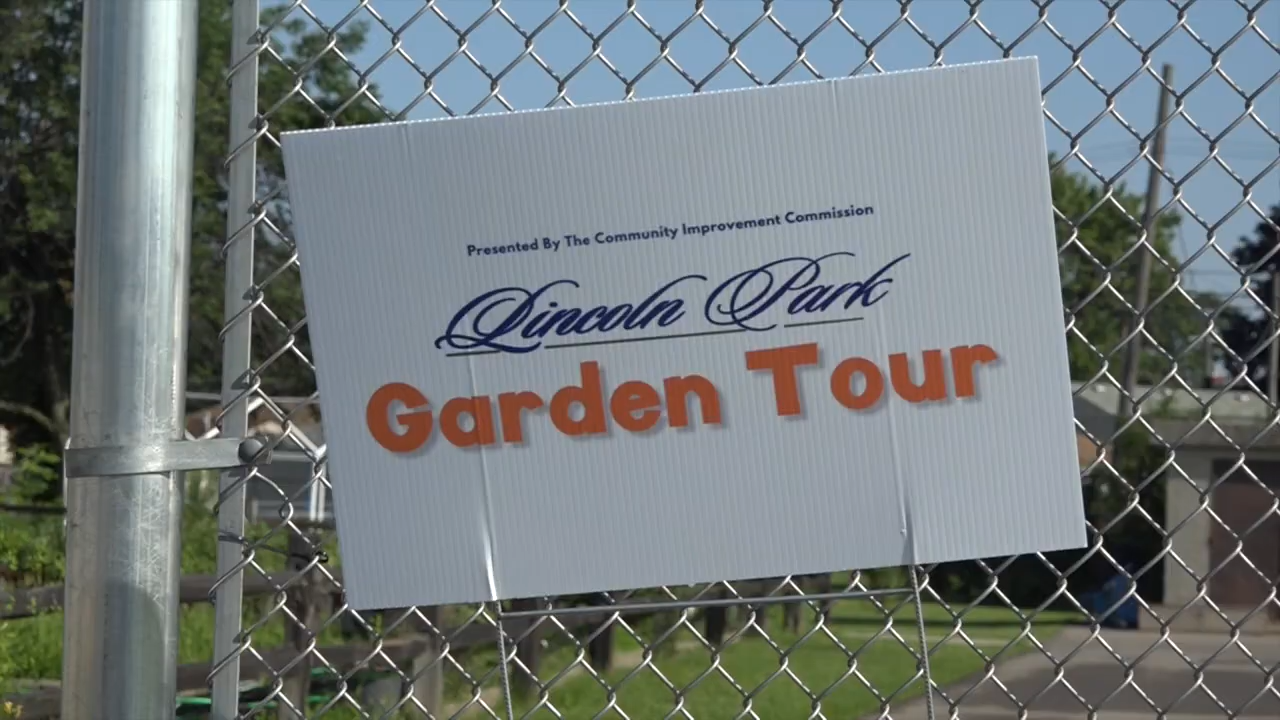 Presented By The Community Improvement Commission
Lincoln Park
Garden Tour